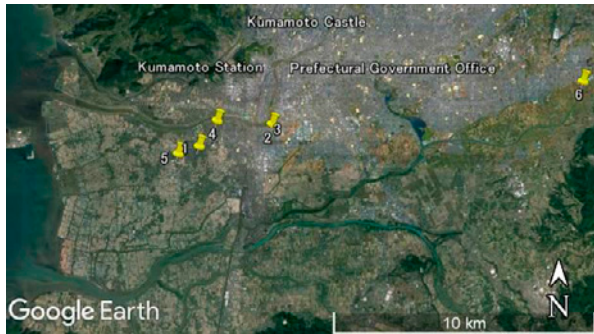 Kumamoto Castle
Kumamoto Station
Prefectural Government Office
6
4
3
2
1
5
N
Google Earth
10 km